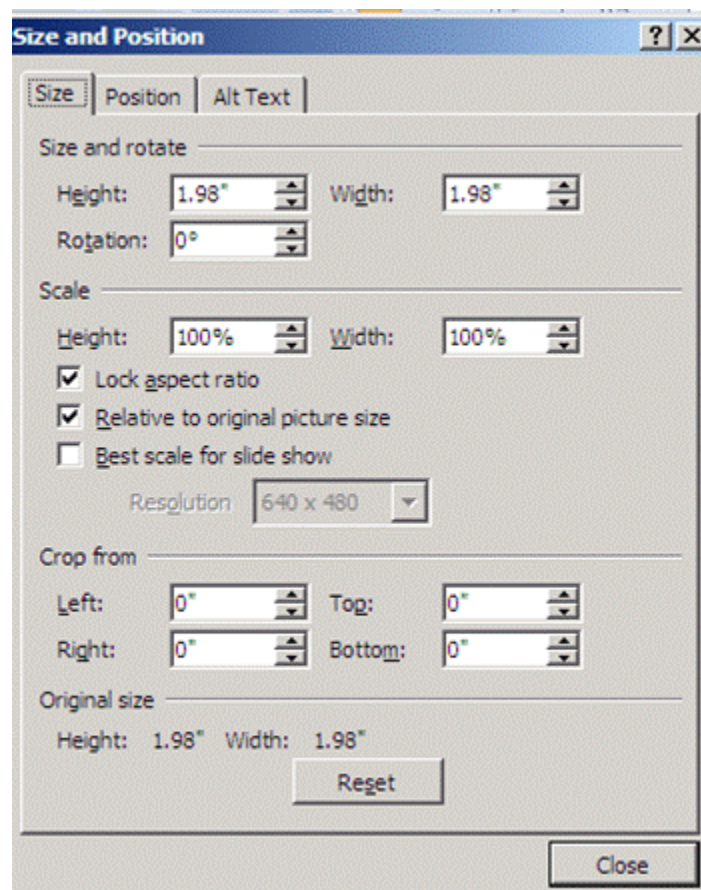 Size and Position ? X
Size Position Alt Text
Size and rotate
Height: 1.98" Width: 1.98"
Rotation: 0°
Scale
Height: 100% Width: 100%
Lock aspect ratio
Relative to original picture size
Best scale for slide show
Resolution 640 x 480
Crop from
Left: 0" Top: 0"
Right: 0" Bottom: 0"
Original size
Height: 1.98" Width: 1.98"
Reset
Close